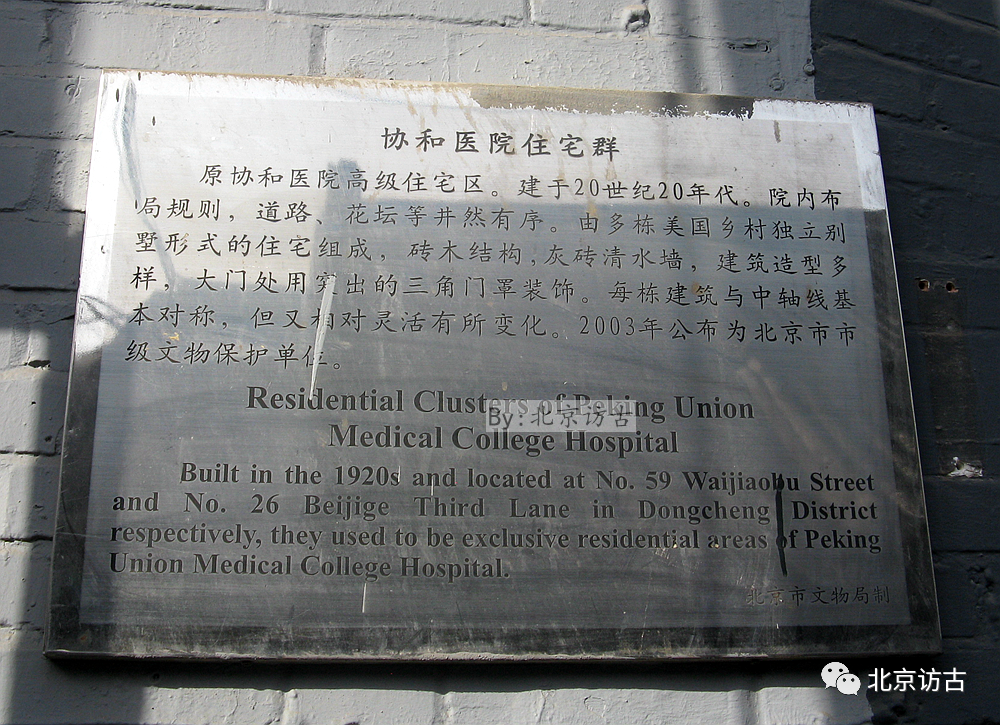 协和医院住宅群
原协和医院高级住宅区。建于20世纪20年代。院内布
局规则，道路、花坛等井然有序。由多栋美国乡村独立别
墅形式的住宅组成，砖木结构,灰砖清水墙，建筑造型多
样，大门处用突出的三角门罩装饰。每栋建筑与中轴线基
本对称，但又相对灵活有所变化。2003年公布为北京市市
级文物保护单位。
Residential Clusters of Peking Union
By:北京访古
Medical College Hospital
Built in the 1920s and located at No. 59 Waijiaobu Street
and No. 26 Beijige Third Lane in Dongcheng District
respectively, they used to be exclusive residential areas of Peking
Union Medical College Hospital.
北京市文物局制
北京访古